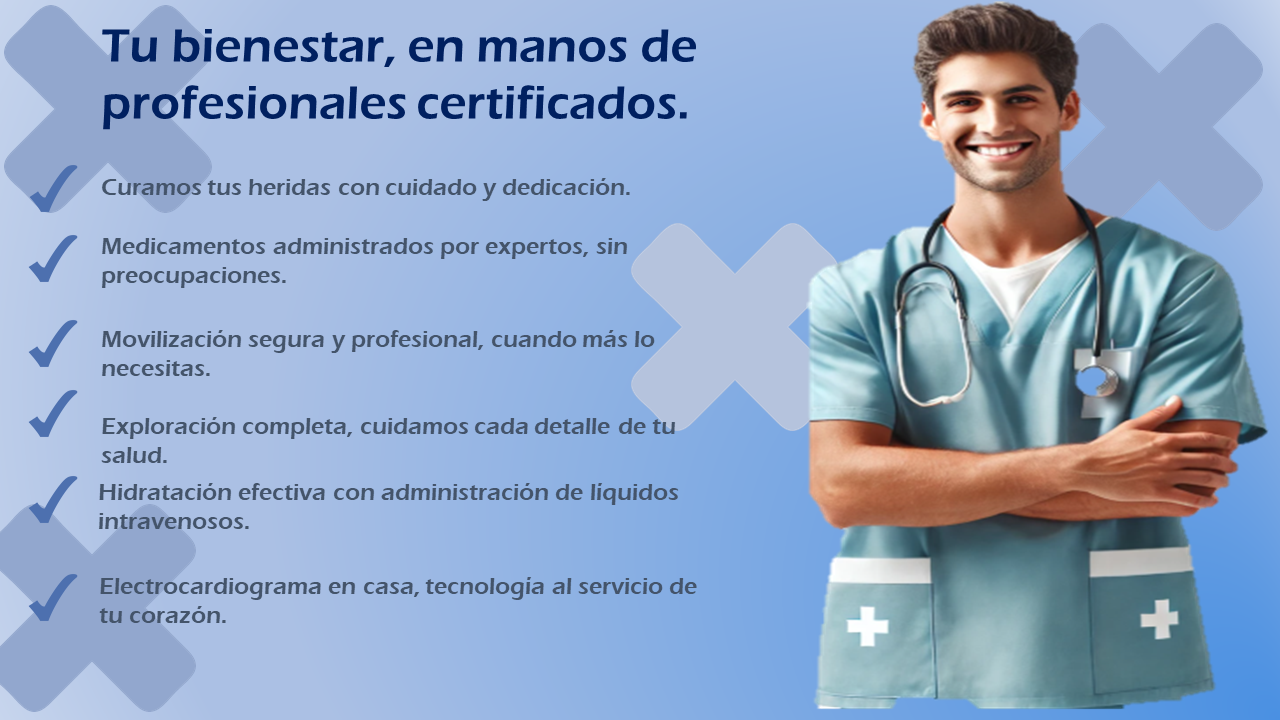 Tu bienestar, en manos de
profesionales certificados.
Curamos tus heridas con cuidado y dedicación.
Medicamentos administrados por expertos, sin
preocupaciones.
Movilización segura y profesional, cuando más lo
necesitas.
Exploración completa, cuidamos cada detalle de tu
salud.
Hidratación efectiva con administración de líquidos
intravenosos.
Electrocardiograma en casa, tecnología al servicio de
tu corazón.